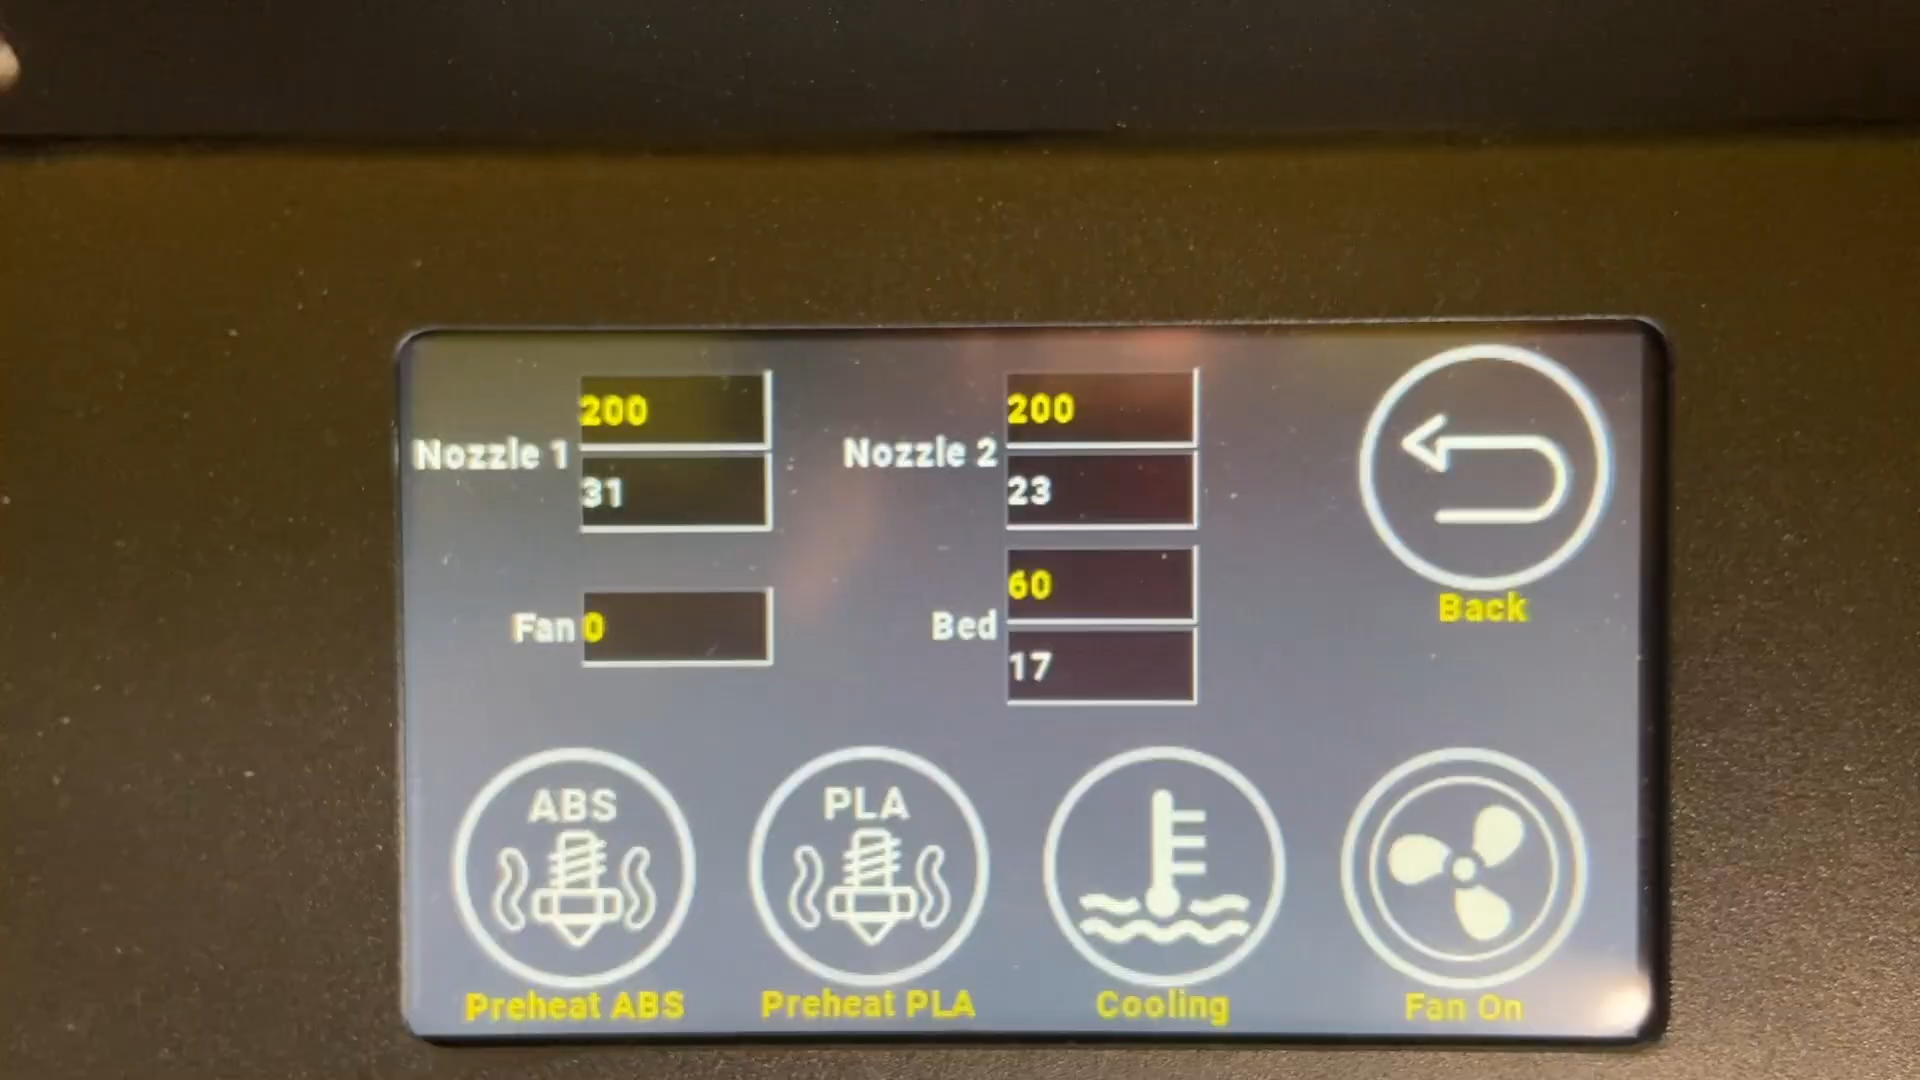 200
200
Nozzle 1
Nozzle 2
31
23
60
Fan 0
Bed
Back
17
ABS
PLA
Preheat ABS
Preheat PLA
Cooling
Fan On